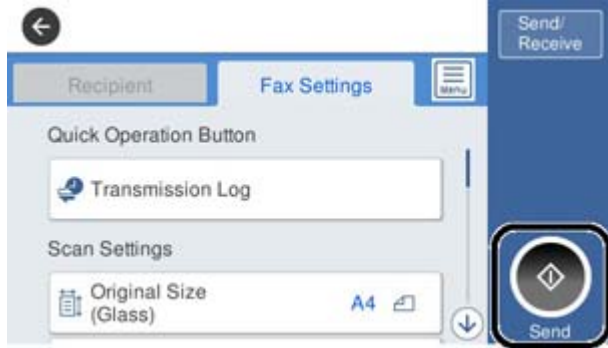 Send/
Receive
Recipient
Fax Settings
Menu
Quick Operation Button
Transmission Log
Scan Settings
Original Size
(Glass)
A4
Send